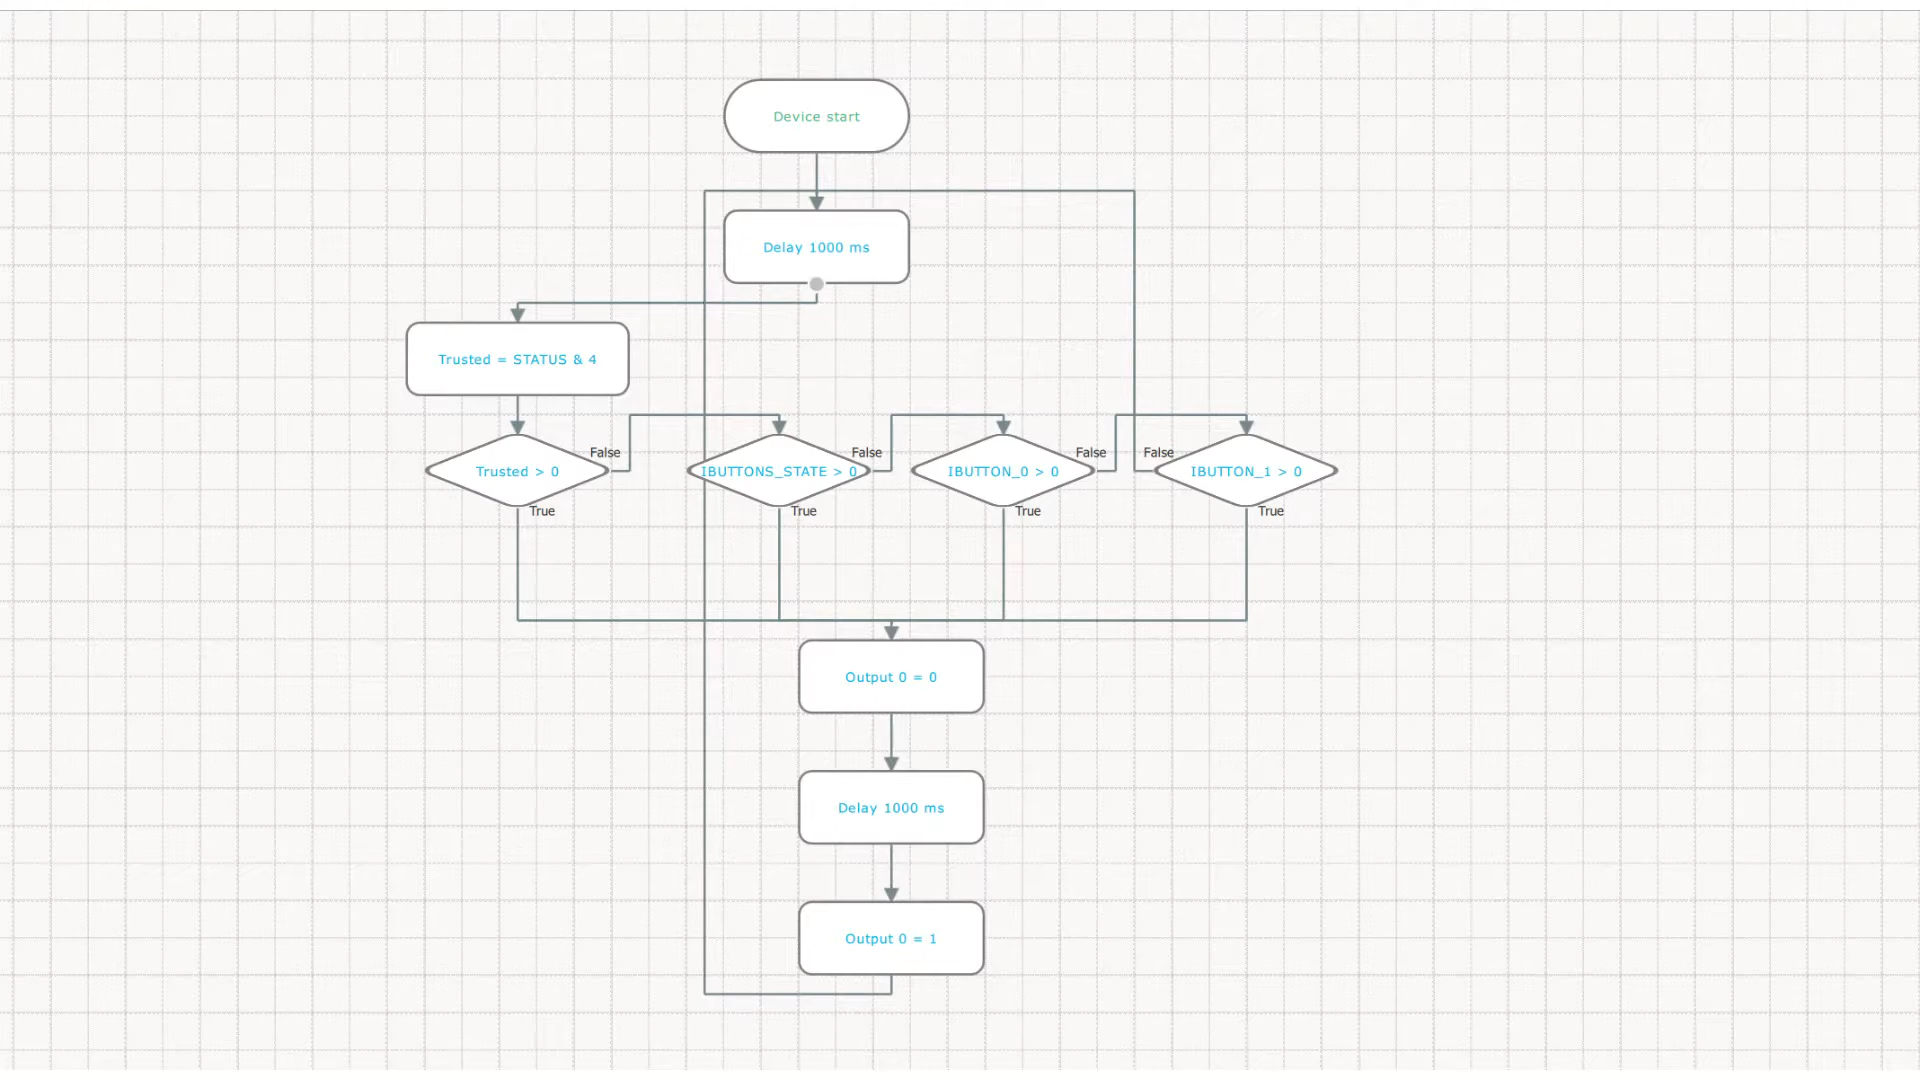 Device start
Delay 1000 ms
Trusted = STATUS & 4
Trusted > 0
False
True
IBUTTONS_STATE > 0
False
True
IBUTTON_0 > 0
False
True
False
IBUTTON_1 > 0
True
Output 0 = 0
Delay 1000 ms
Output 0 = 1